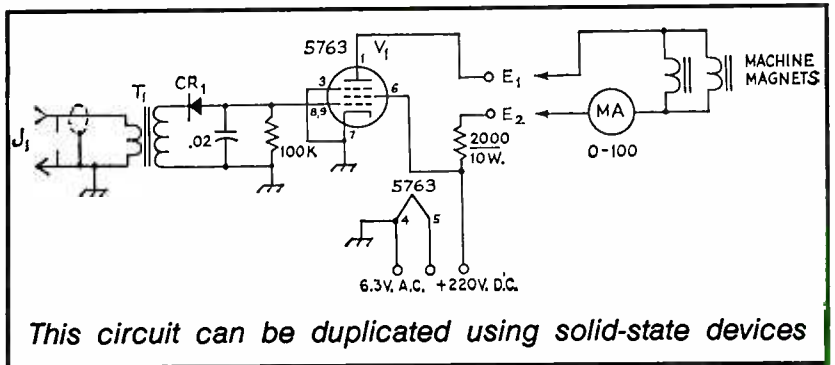 5763
V1
1
3
6
8,9
7
T1
CR1
J1
.02
100K
E1
E2
MA
0-100
MACHINE
MAGNETS
2000
10W.
5763
4
5
6.3V. A.C.
+220V. D.C.
This circuit can be duplicated using solid-state devices